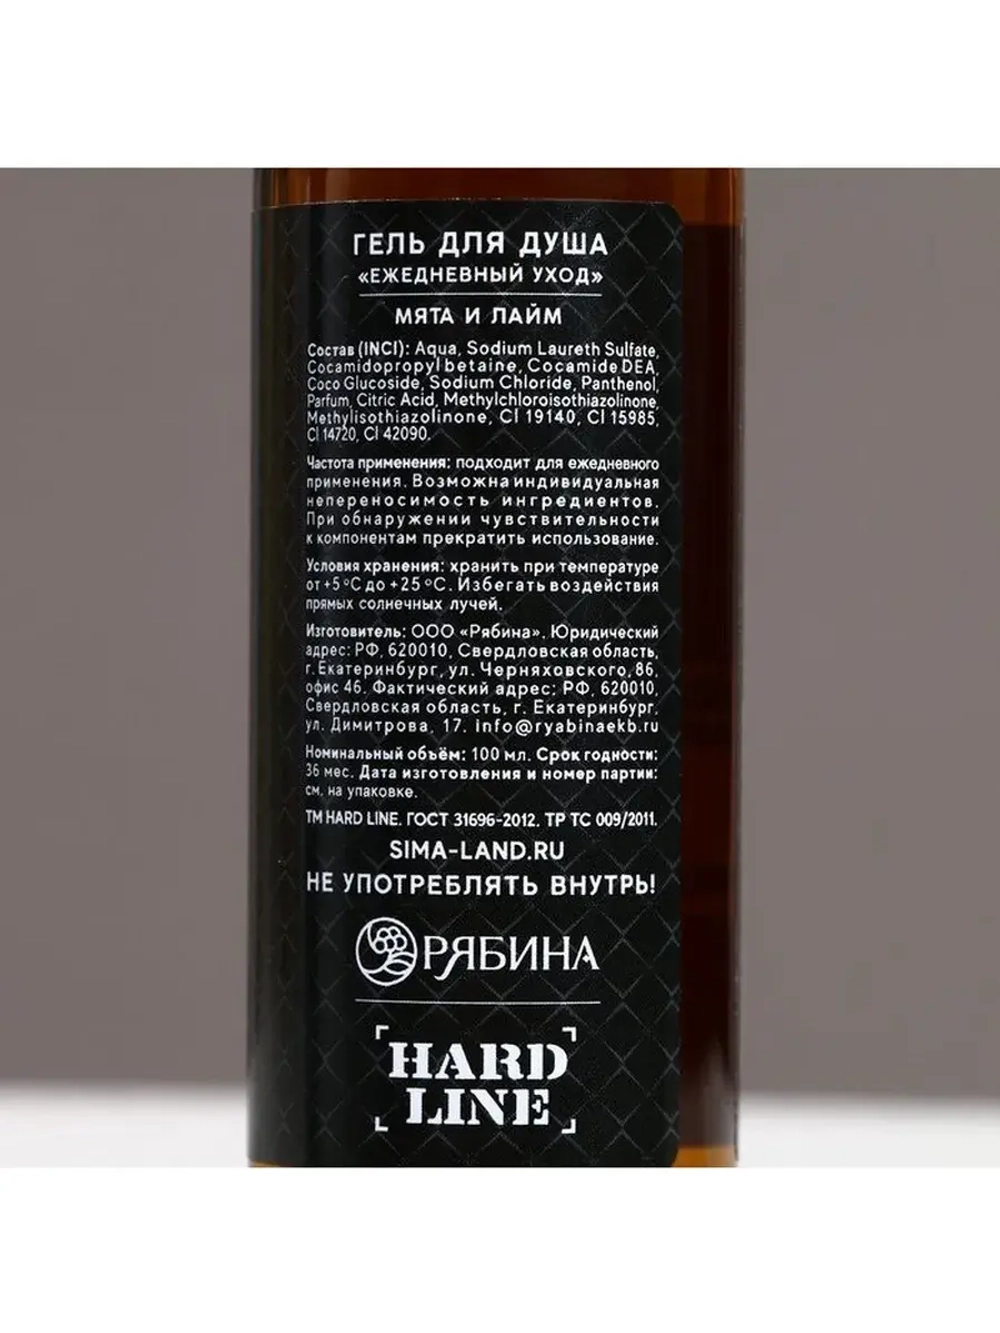 ГЕЛЬ ДЛЯ ДУША
«ЕЖЕДНЕВНЫЙ УХОД»
МЯТА И ЛАЙМ
Состав (INCI): Aqua, Sodium Laureth Sulfate,
Cocamidopropyl betaine, Cocamide DEA,
Coco Glucoside, Sodium Chloride, Panthenol,
Parfum, Citric Acid, Methylchloroisothiazolinone,
Methylisothiazolinone, CI 19140, CI 15985,
CI 14720, CI 42090.
Частота применения: подходит для ежедневного
применения. Возможна индивидуальная
непереносимость ингредиентов.
При обнаружении чувствительности
к компонентам прекратить использование.
Условия хранения: хранить при температуре
от +5 °С до +25 °С. Избегать воздействия
прямых солнечных лучей.
Изготовитель: ООО «Рябина». Юридический
адрес: РФ, 620010, Свердловская область,
г. Екатеринбург, ул. Черняховского, 86,
офис 46. Фактический адрес: РФ, 620010,
Свердловская область, г. Екатеринбург,
ул. Димитрова, 17. info@ryabinaekb.ru
Номинальный объём: 100 мл. Срок годности:
36 мес. Дата изготовления и номер партии:
см. на упаковке.
ТМ HARD LINE. ГОСТ 31696-2012. ТР ТС 009/2011.
SIMA-LAND.RU
НЕ УПОТРЕБЛЯТЬ ВНУТРЬ!
РЯБИНА
HARD
LINE